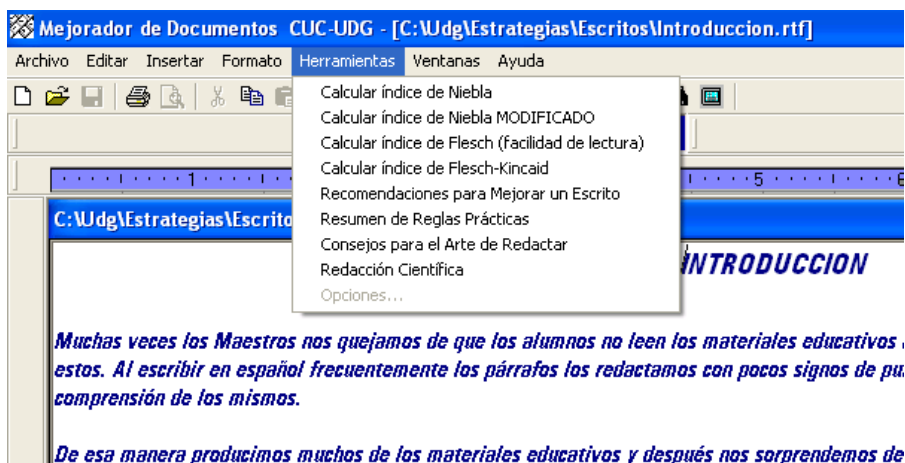 Mejorador de Documentos CUC-UDG - [C:\Udg\Estrategias\Escritos\Introduccion.rtf]
Archivo Editar Insertar Formato Herramientas Ventanas Ayuda
Calcular índice de Niebla
Calcular índice de Niebla MODIFICADO
Calcular índice de Flesch (facilidad de lectura)
Calcular índice de Flesch-Kincaid
Recomendaciones para Mejorar un Escrito
Resumen de Reglas Prácticas
Consejos para el Arte de Redactar
Redacción Científica
Opciones...
1 5 6
C:\Udg\Estrategias\Escrito
INTRODUCCION
Muchas veces los Maestros nos quejamos de que los alumnos no leen los materiales educativos
estos. Al escribir en español frecuentemente los párrafos los redactamos con pocos signos de
comprensión de los mismos.
De esa manera producimos muchos de los materiales educativos y después nos sorprendemos de